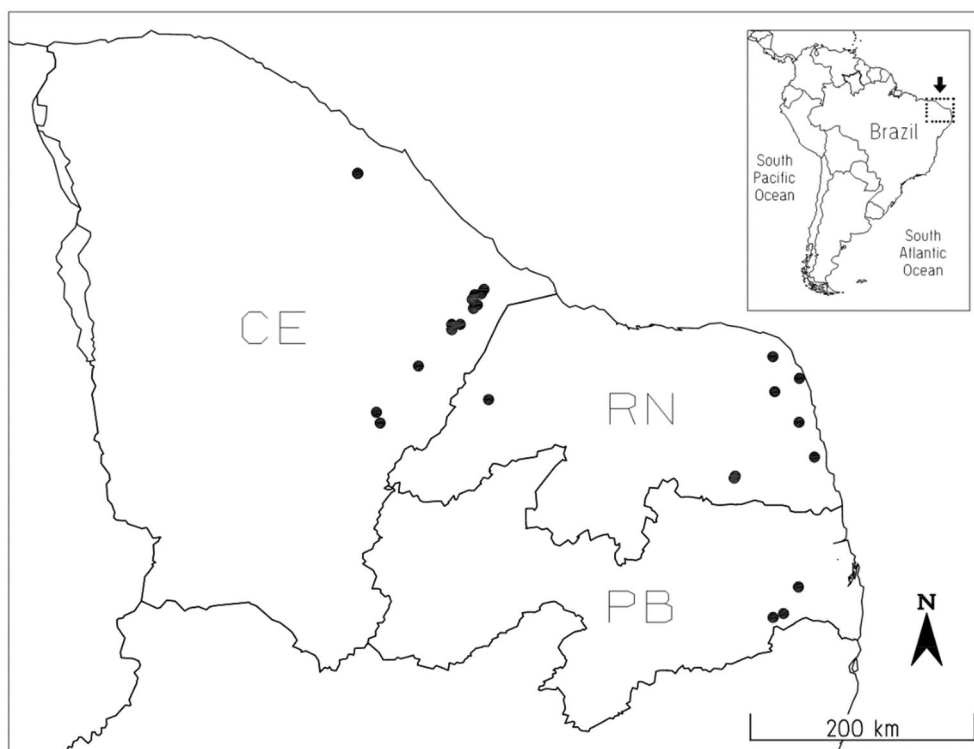 Brazil
South
Pacific
Ocean
South
Atlantic
Ocean
CE
RN
PB
N
200 km